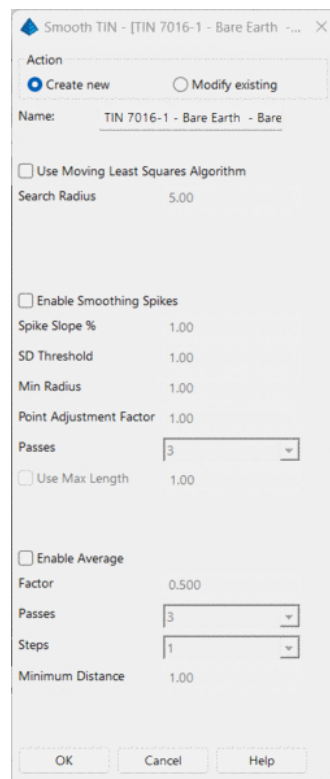 Smooth TIN - [TIN 7016-1 - Bare Earth -...
Action
Create new Modify existing
Name: TIN 7016-1 - Bare Earth - Bare
Use Moving Least Squares Algorithm
Search Radius 5.00
Enable Smoothing Spikes
Spike Slope % 1.00
SD Threshold 1.00
Min Radius 1.00
Point Adjustment Factor 1.00
Passes 3
Use Max Length 1.00
Enable Average
Factor 0.500
Passes 3
Steps 1
Minimum Distance 1.00
OK Cancel Help